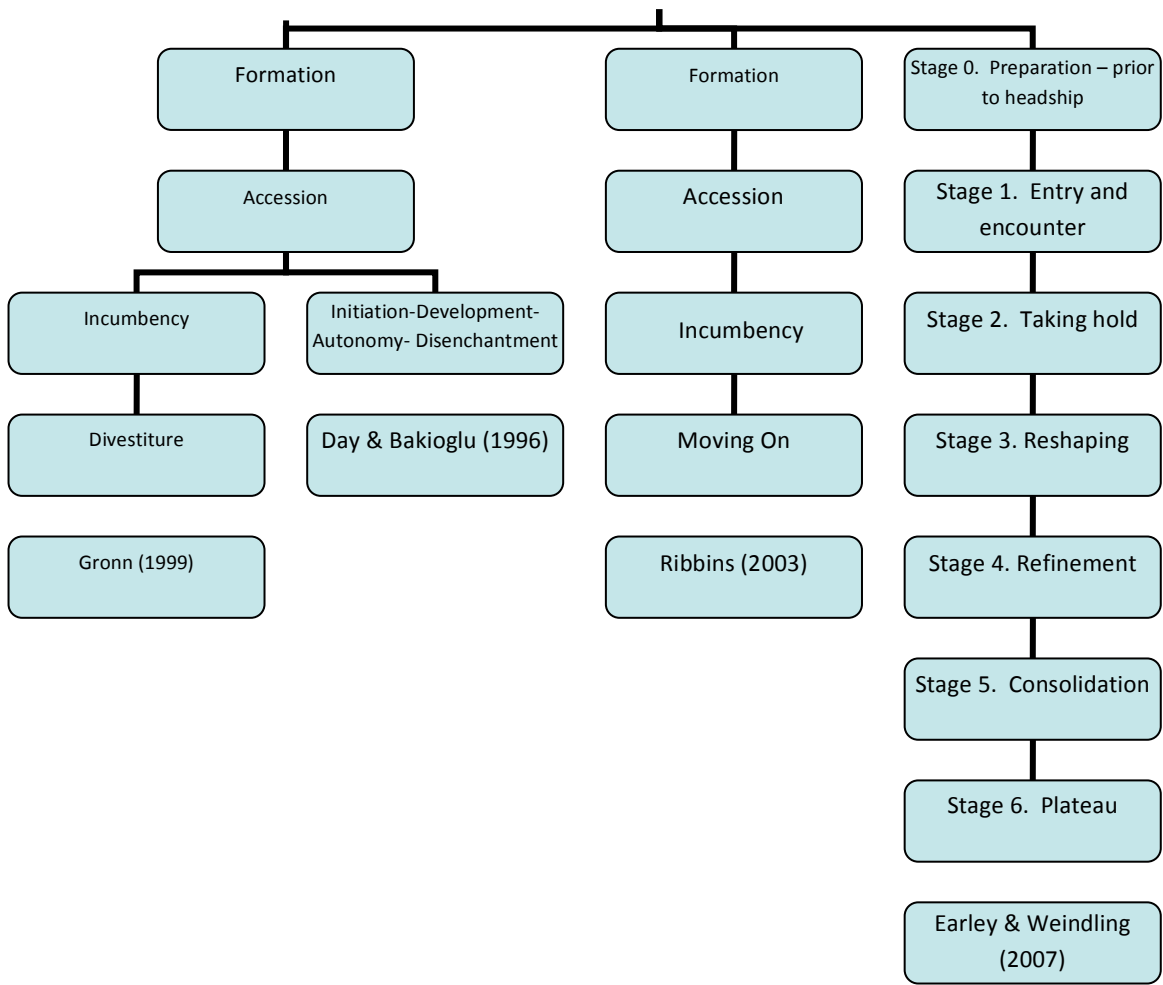 Formation
Accession
Incumbency
Divestiture
Gronn (1999)
Initiation-Development-
Autonomy- Disenchantment
Day & Bakioglu (1996)
Formation
Accession
Incumbency
Moving On
Ribbins (2003)
Stage 0.  Preparation – prior
to headship
Stage 1.  Entry and
encounter
Stage 2.  Taking hold
Stage 3. Reshaping
Stage 4. Refinement
Stage 5.  Consolidation
Stage 6.  Plateau
Earley & Weindling
(2007)